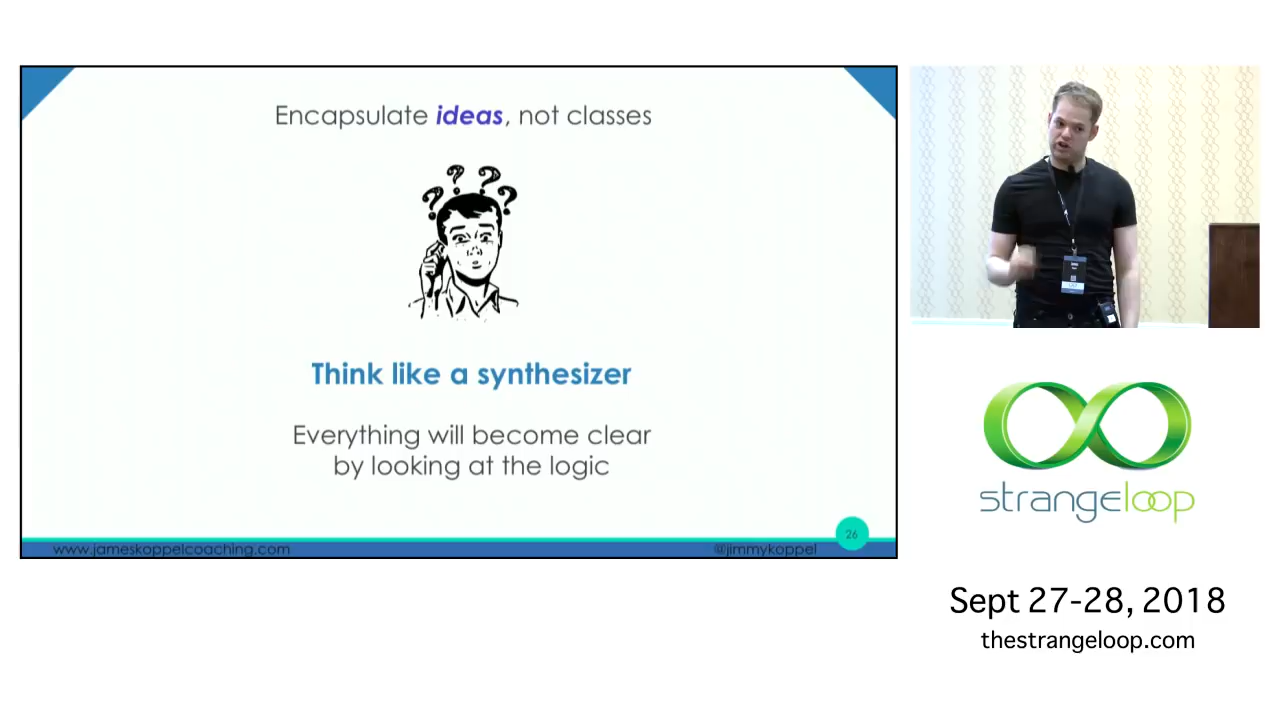 Encapsulate ideas, not classes
? ? ? ?
Think like a synthesizer
Everything will become clear
by looking at the logic
www.jameskoppelcoaching.com
@jimmykoppel
26
strangeloop
Sept 27-28, 2018
thestrangeloop.com